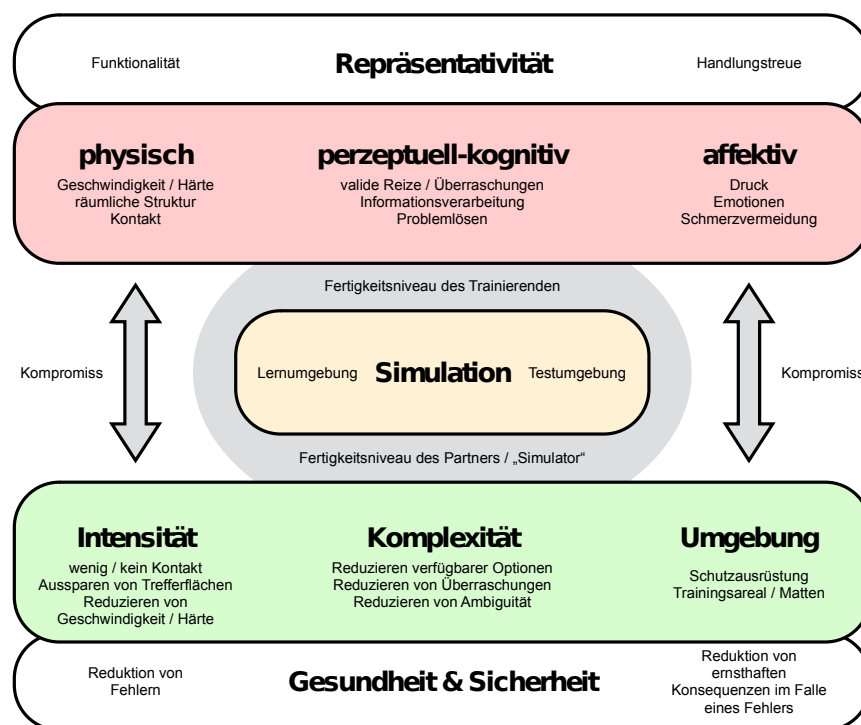 Funktionalität
Repräsentativität
Handlungstreue
physisch
Geschwindigkeit / Härte
räumliche Struktur
Kontakt
perzeptuell-kognitiv
valide Reize / Überraschungen
Informationsverarbeitung
Problemlösen
affektiv
Druck
Emotionen
Schmerzvermeidung
Fertigkeitsniveau des Trainierenden
Kompromiss
Lernumgebung
Simulation
Testumgebung
Kompromiss
Fertigkeitsniveau des Partners / „Simulator“
Intensität
wenig / kein Kontakt
Aussparen von Trefferflächen
Reduzieren von
Geschwindigkeit / Härte
Komplexität
Reduzieren verfügbarer Optionen
Reduzieren von Überraschungen
Reduzieren von Ambiguität
Umgebung
Schutzausrüstung
Trainingsareal / Matten
Reduktion von
Fehlern
Gesundheit & Sicherheit
Reduktion von
ernsthaften
Konsequenzen im Falle
eines Fehlers